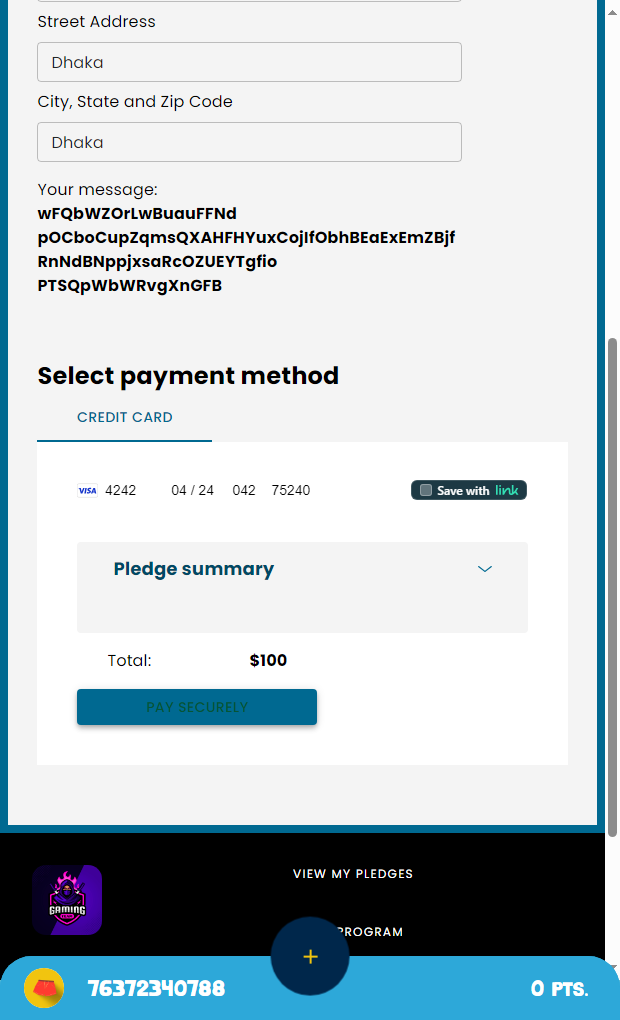 Street Address
Dhaka
City, State and Zip Code
Dhaka
Your message:
wFQbWZOrLwBuauFFNd
pOCboCupZqmsQXAHFHYuxCojIfObhBEaExEmZBjf
RnNdBNppjxsaRcOZUEYTgfio
PTSQpWbWRvgXnGFB
Select payment method
CREDIT CARD
VISA 4242 04 / 24 042 75240 Save with link
Pledge summary
Total: $100
PAY SECURELY
VIEW MY PLEDGES
GAMING
PROGRAM
+
76372340788 0 PTS.